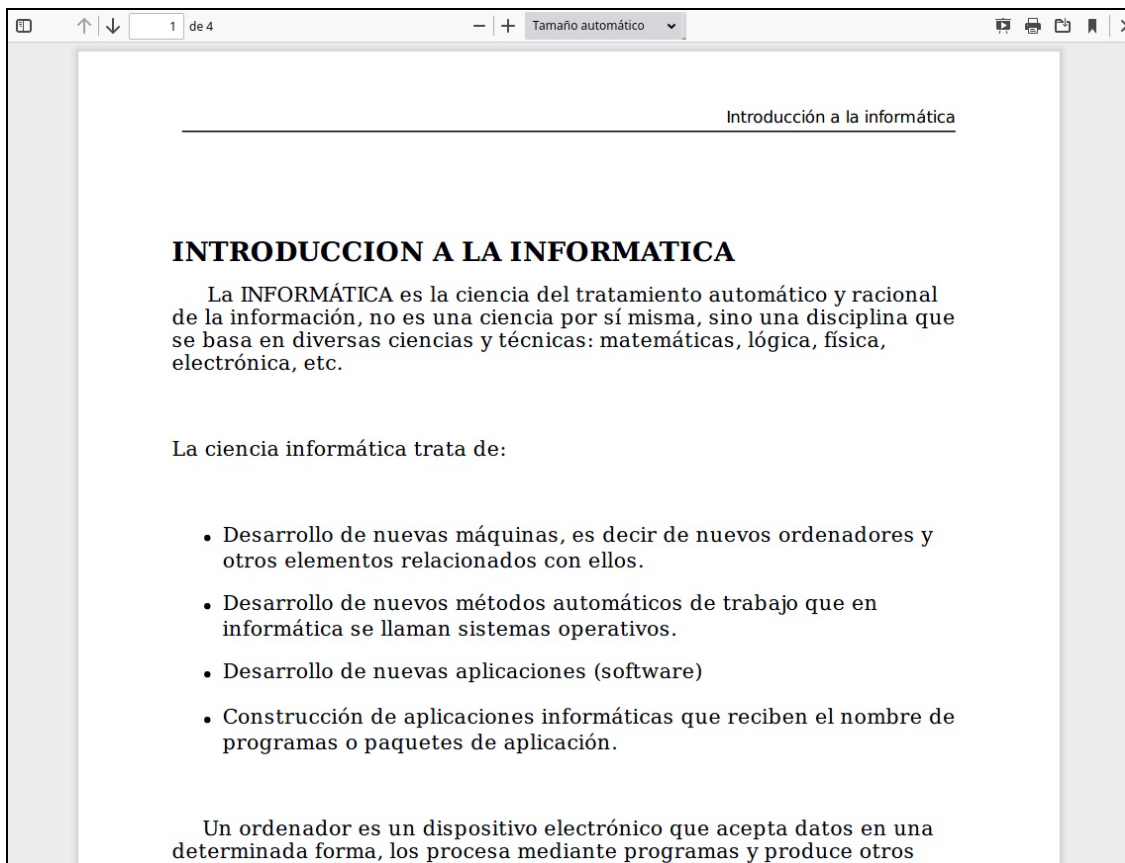 1 de 4 Tamaño automático
Introducción a la informática
INTRODUCCION A LA INFORMATICA
La INFORMÁTICA es la ciencia del tratamiento automático y racional
de la información, no es una ciencia por sí misma, sino una disciplina que
se basa en diversas ciencias y técnicas: matemáticas, lógica, física,
electrónica, etc.
La ciencia informática trata de:
• Desarrollo de nuevas máquinas, es decir de nuevos ordenadores y
otros elementos relacionados con ellos.
• Desarrollo de nuevos métodos automáticos de trabajo que en
informática se llaman sistemas operativos.
• Desarrollo de nuevas aplicaciones (software)
• Construcción de aplicaciones informáticas que reciben el nombre de
programas o paquetes de aplicación.
Un ordenador es un dispositivo electrónico que acepta datos en una
determinada forma, los procesa mediante programas y produce otros